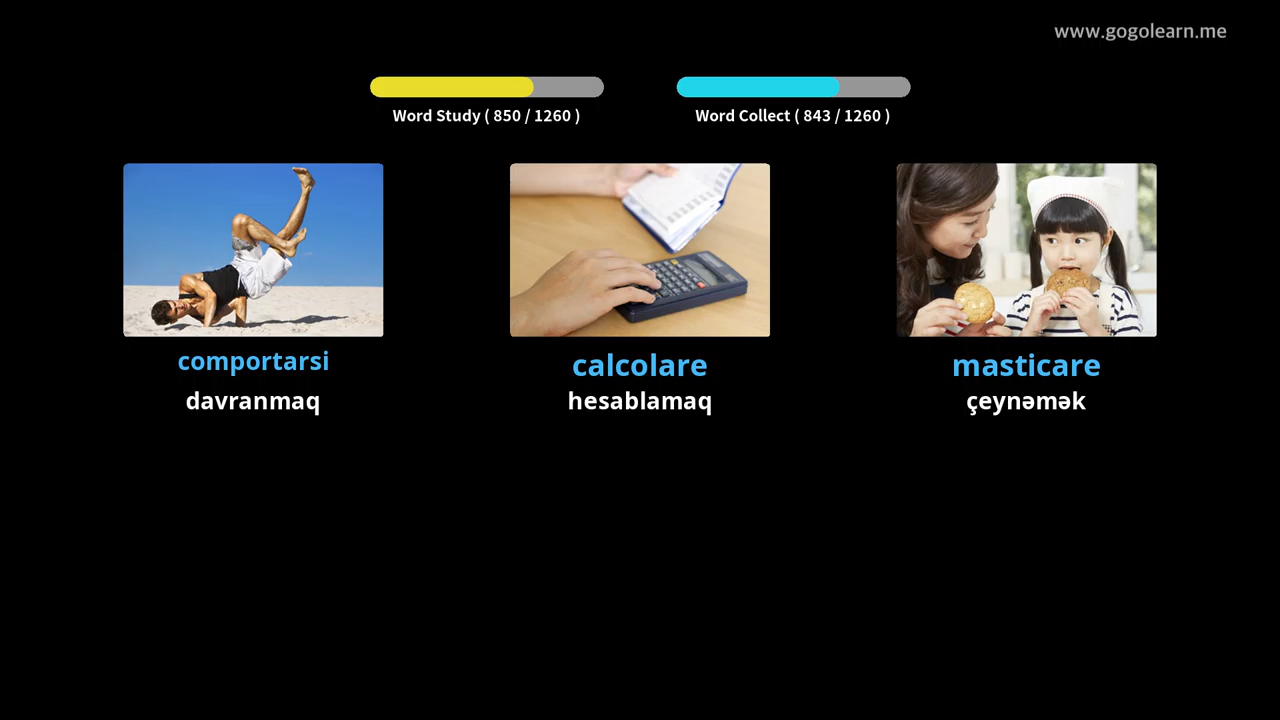 www.gogolearn.me
Word Study ( 850 / 1260 )
Word Collect ( 843 / 1260 )
comportarsi
davranmaq
calcolare
hesablamaq
masticare
çeynəmək